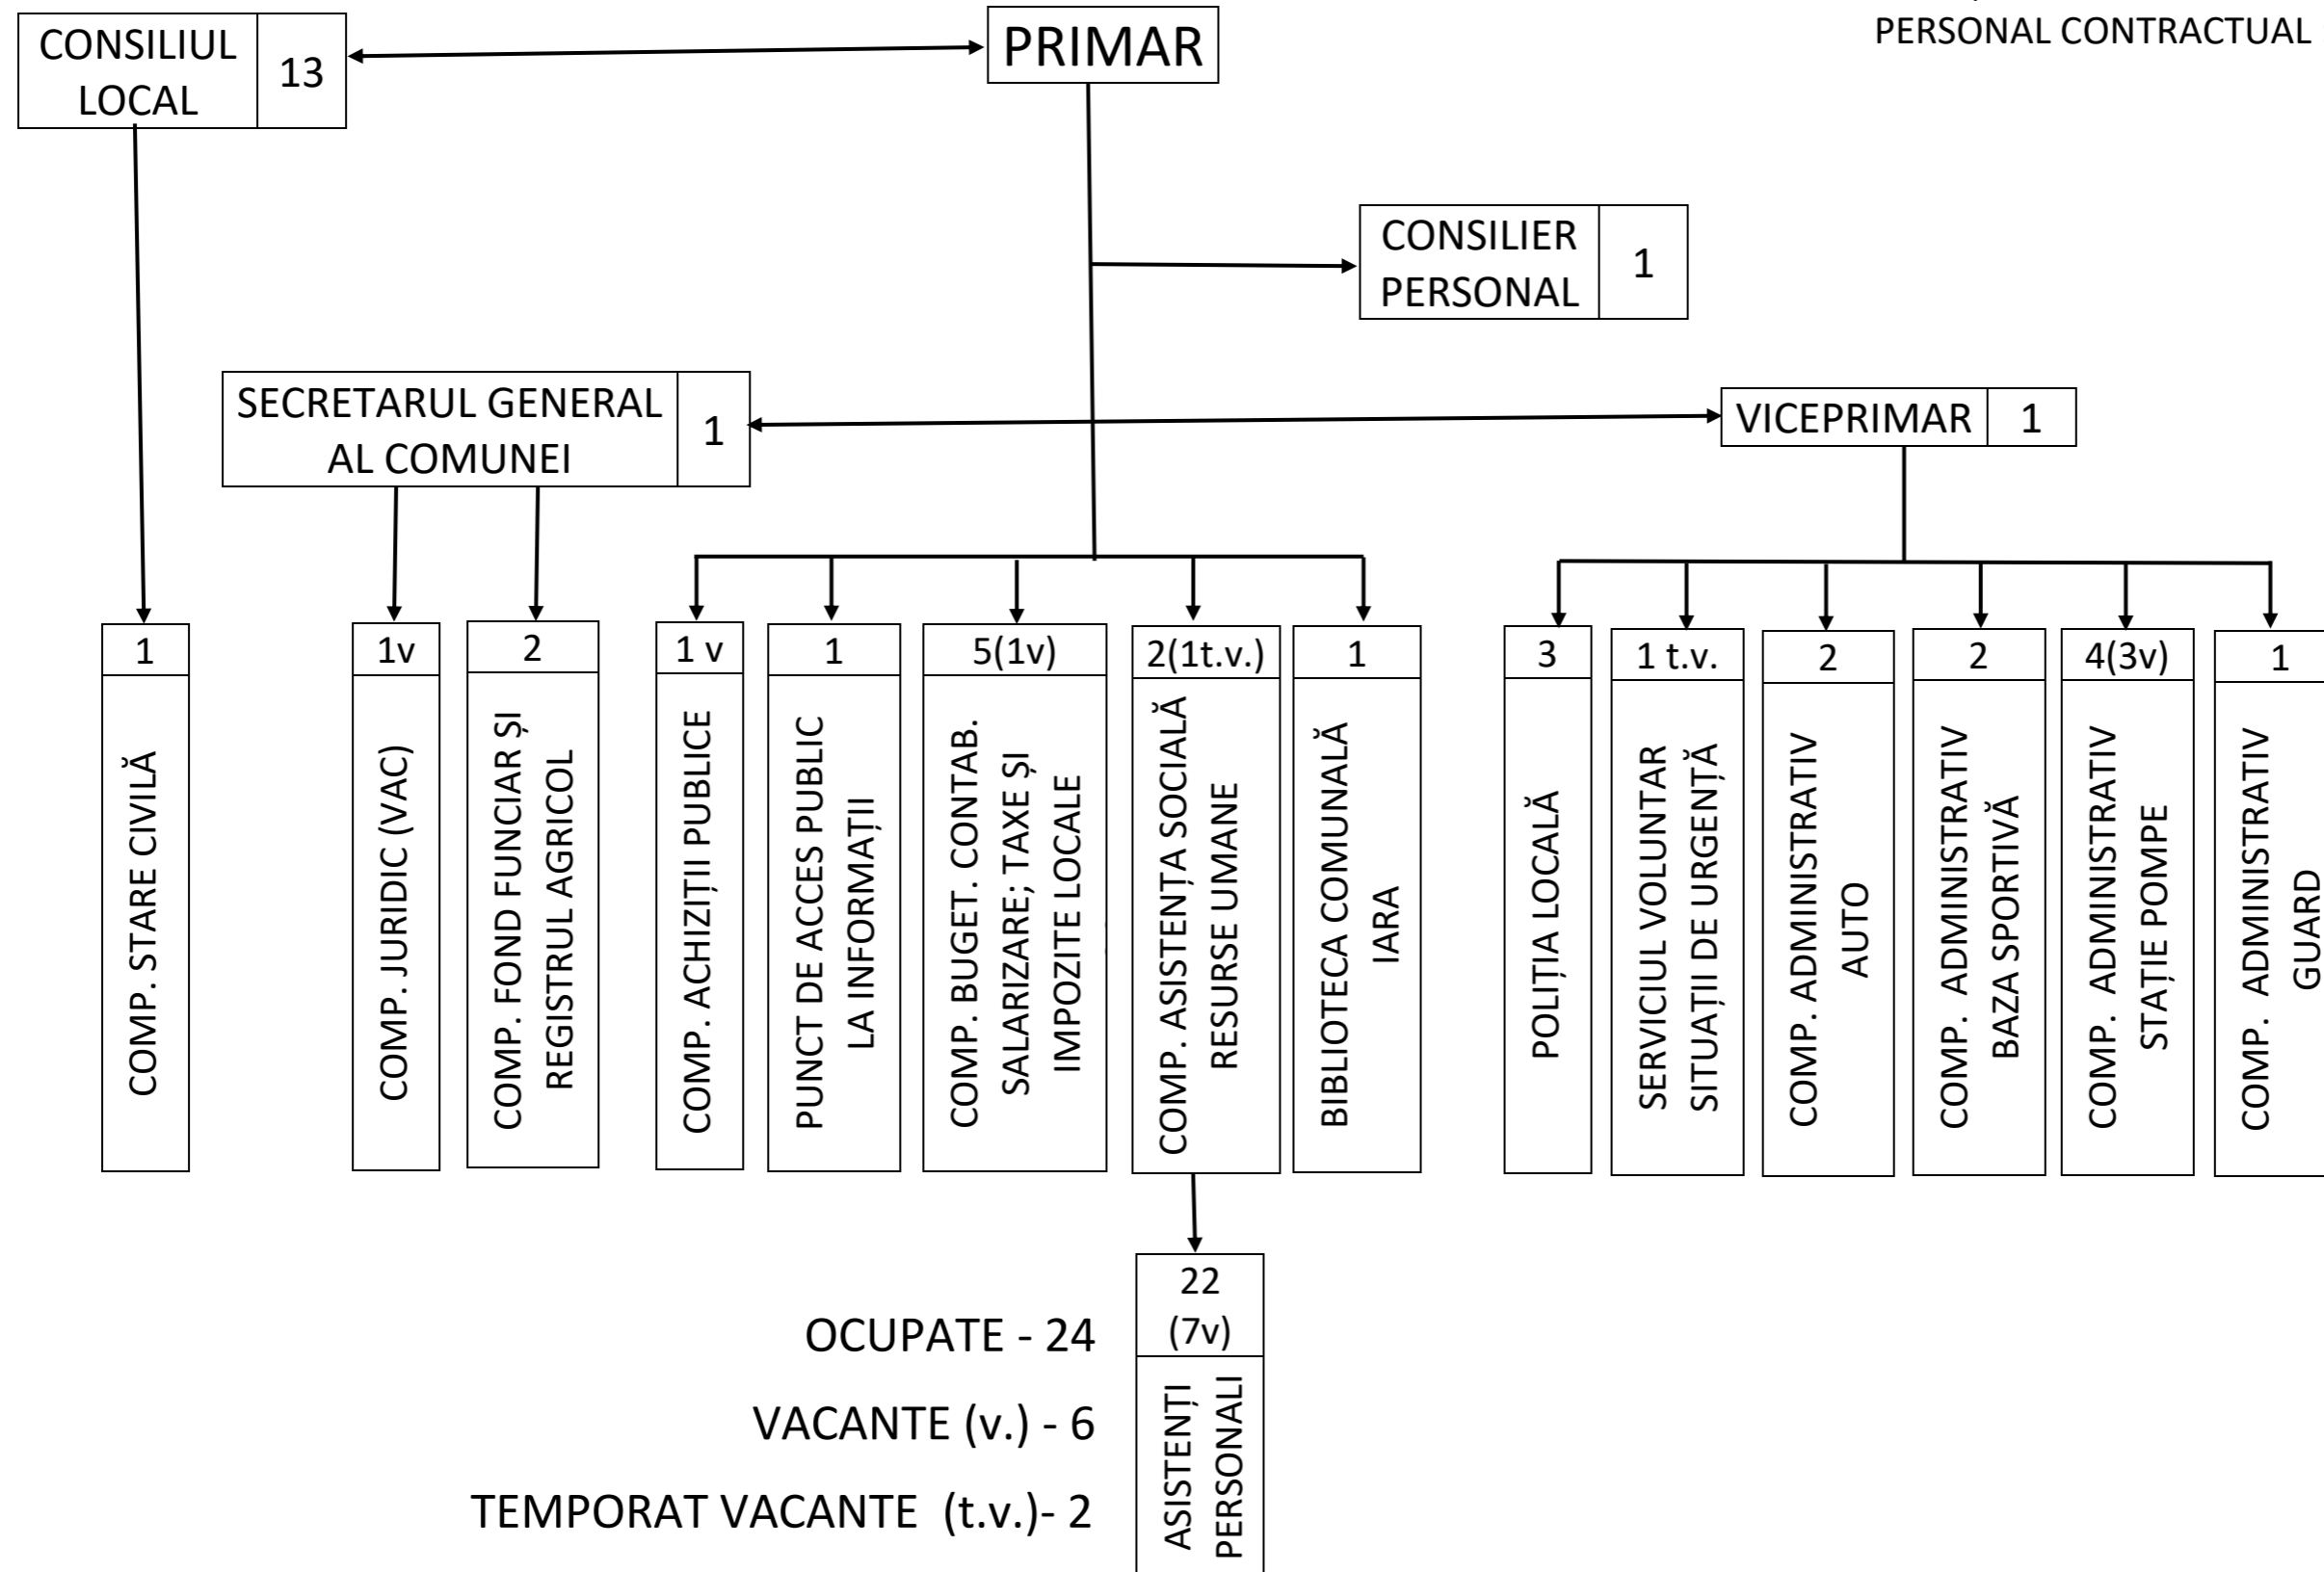 PERSONAL CONTRACTUAL
CONSILIUL
LOCAL
13
PRIMAR
CONSILIER
PERSONAL
1
SECRETARUL GENERAL
AL COMUNEI
1
VICEPRIMAR
1
1
COMP. STARE CIVILĂ
1v
COMP. JURIDIC (VAC)
2
COMP. FOND FUNCIAR ȘI
REGISTRUL AGRICOL
1 v
COMP. ACHIZIȚII PUBLICE
1
PUNCT DE ACCES PUBLIC
LA INFORMAȚII
5(1v)
COMP. BUGET. CONTAB.
SALARIZARE; TAXE ȘI
IMPOZITE LOCALE
2(1t.v.)
COMP. ASISTENȚA SOCIALĂ
RESURSE UMANE
1
BIBLIOTECA COMUNALĂ
IARA
3
POLIȚIA LOCALĂ
1 t.v.
SERVICIUL VOLUNTAR
SITUAȚII DE URGENȚĂ
2
COMP. ADMINISTRATIV
AUTO
2
COMP. ADMINISTRATIV
BAZA SPORTIVĂ
4(3v)
COMP. ADMINISTRATIV
STAȚIE POMPE
1
COMP. ADMINISTRATIV
GUARD
22
(7v)
ASISTENȚI
PERSONALI
OCUPATE - 24
VACANTE (v.) - 6
TEMPORAT VACANTE (t.v.)- 2